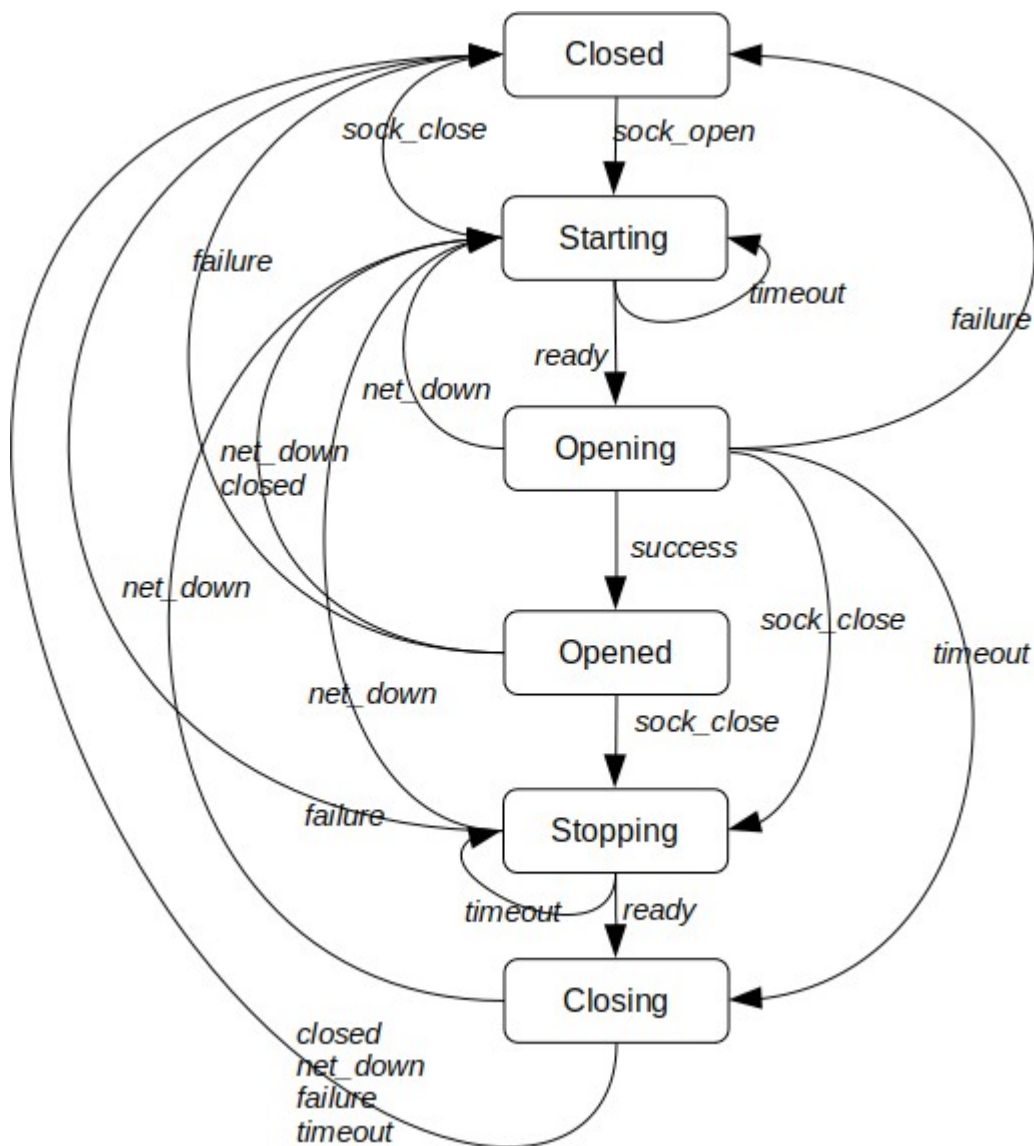 Closed
sock_close
sock_open
Starting
failure
timeout
failure
ready
net_down
Opening
net_down
closed
success
net_down
sock_close
Opened
timeout
net_down
sock_close
failure
Stopping
timeout
ready
Closing
closed
net_down
failure
timeout